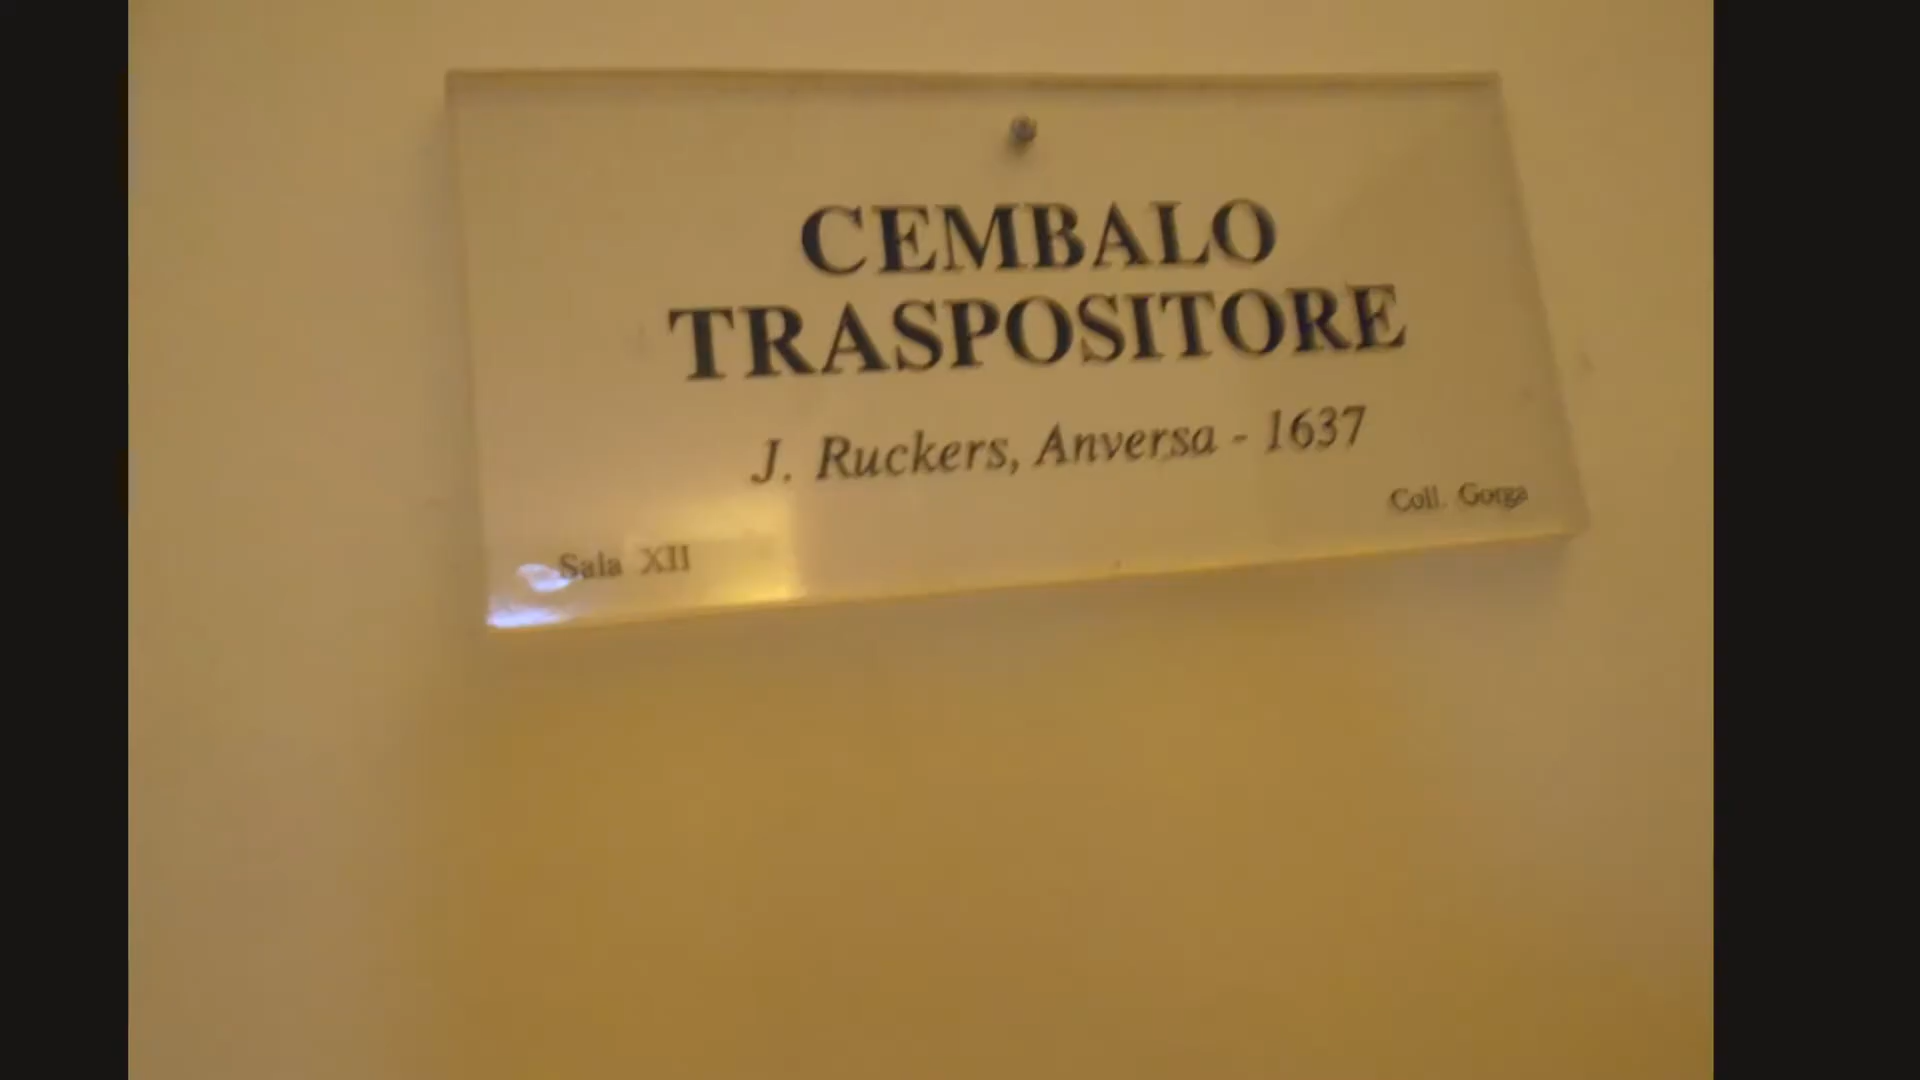 CEMBALO
TRASPOSITORE
J. Ruckers, Anversa - 1637
Coll. Gorga
Sala XII